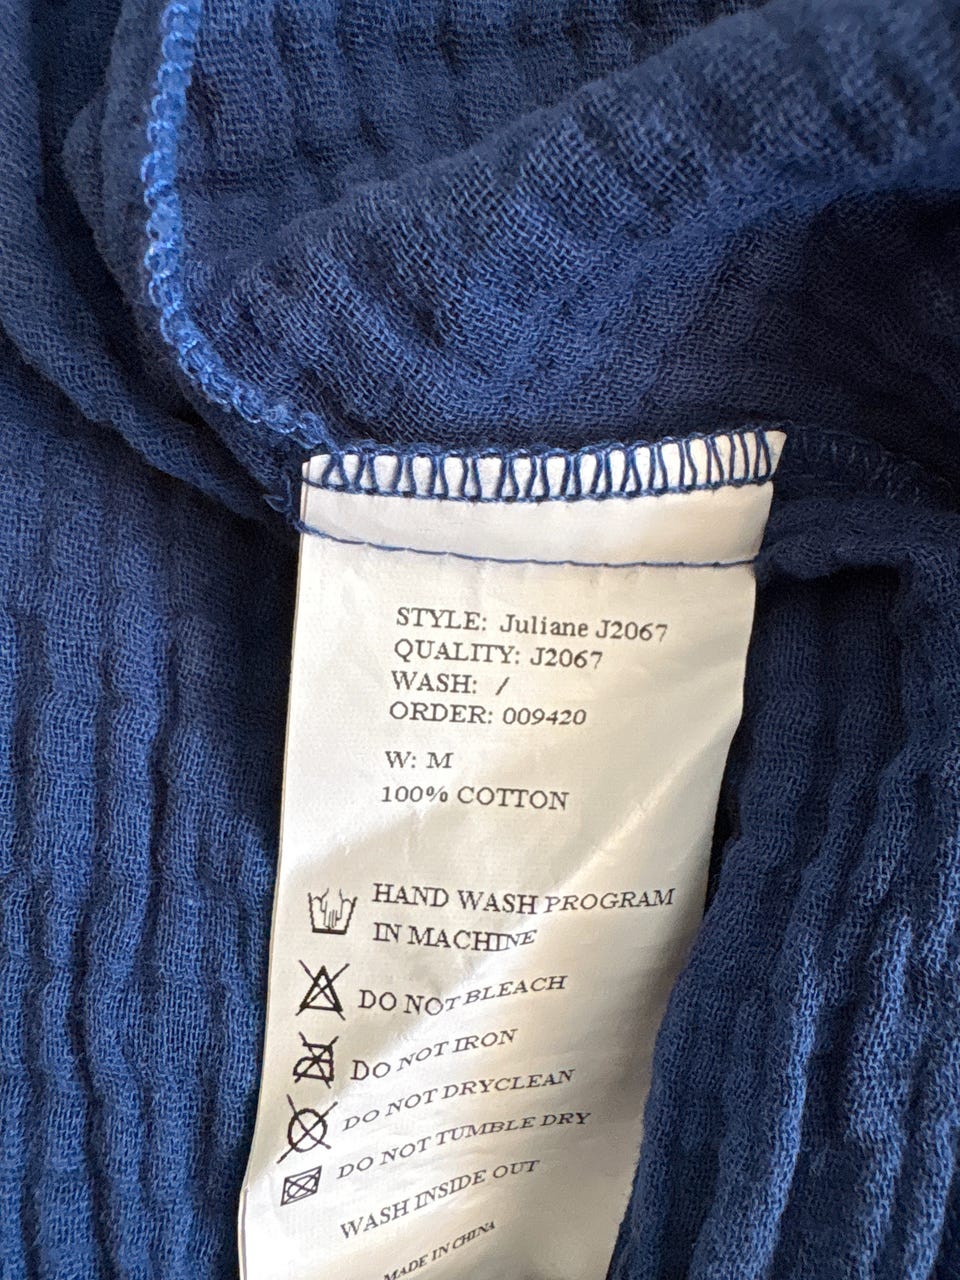 STYLE: Juliane J2067
QUALITY: J2067
WASH: /
ORDER: 009420
W: M
100% COTTON
HAND WASH PROGRAM
IN MACHINE
DO NOT BLEACH
DO NOT IRON
DO NOT DRYCLEAN
DO NOT TUMBLE DRY
WASH INSIDE OUT
MADE IN CHINA